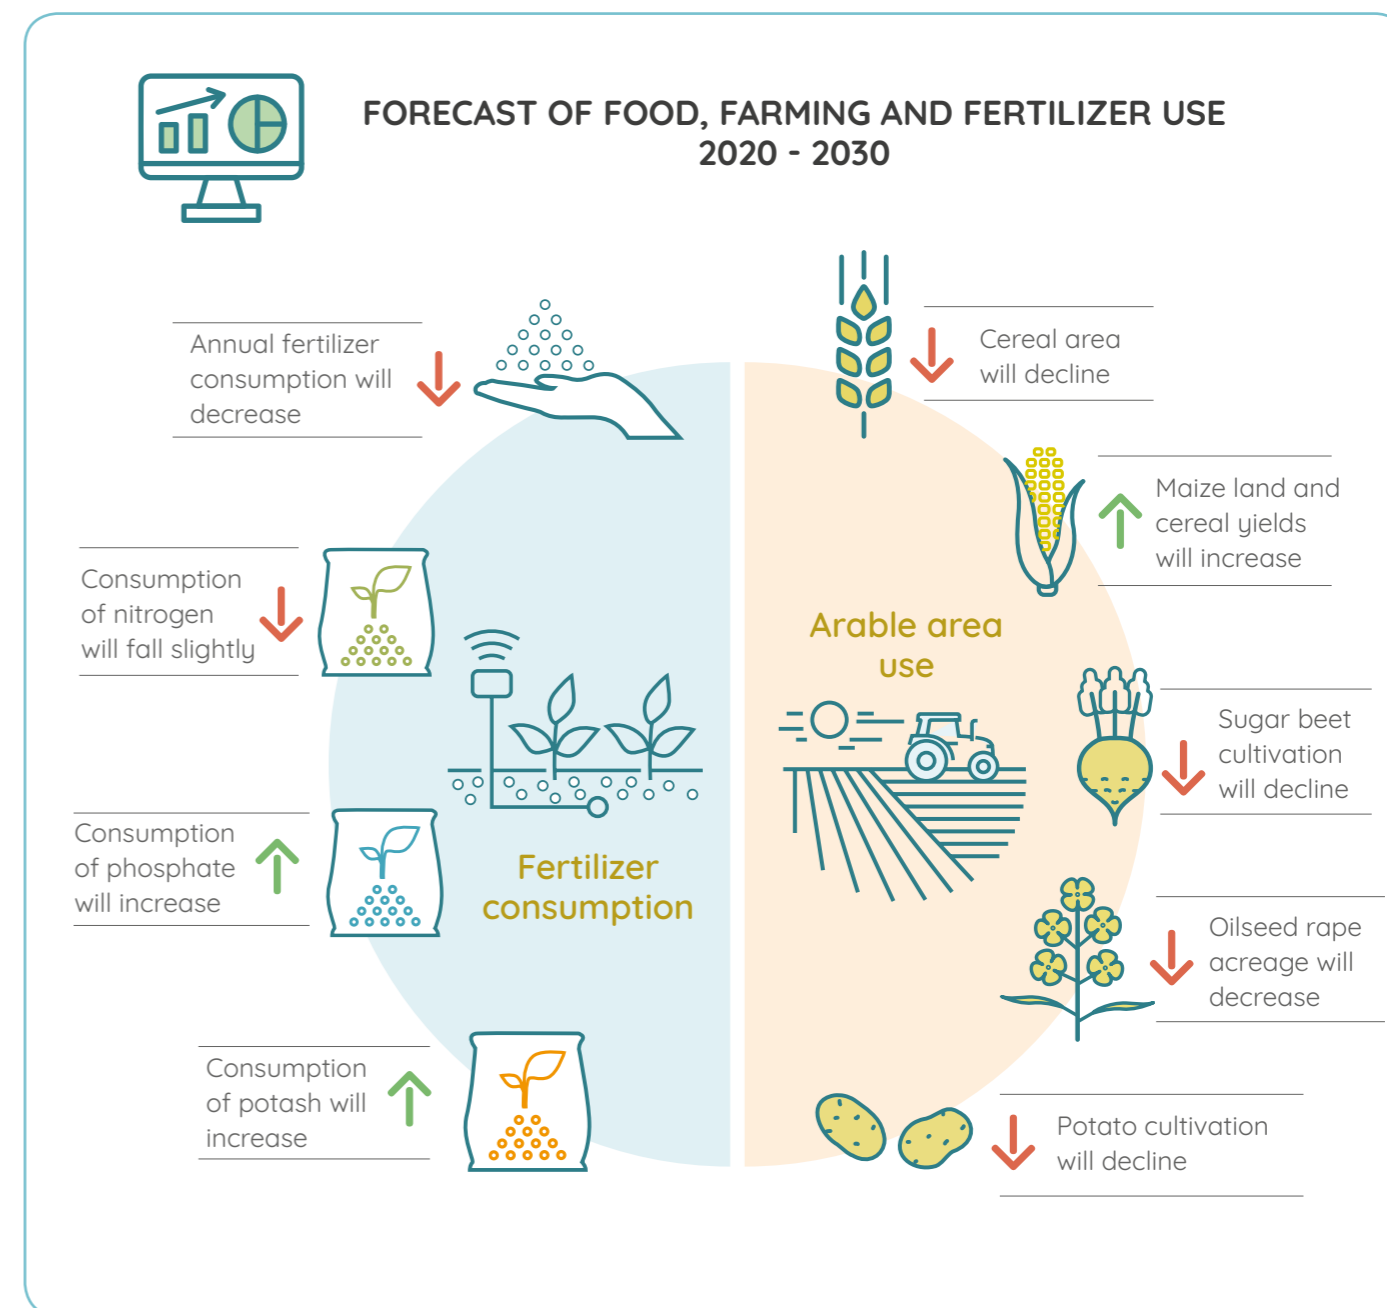 FORECAST OF FOOD, FARMING AND FERTILIZER USE
2020 - 2030
Annual fertilizer
consumption will
decrease
Consumption
of nitrogen
will fall slightly
Consumption
of phosphate
will increase
Consumption
of potash will
increase
Fertilizer
consumption
Arable area
use
Cereal area
will decline
Maize land and
cereal yields
will increase
Sugar beet
cultivation
will decline
Oilseed rape
acreage will
decrease
Potato cultivation
will decline